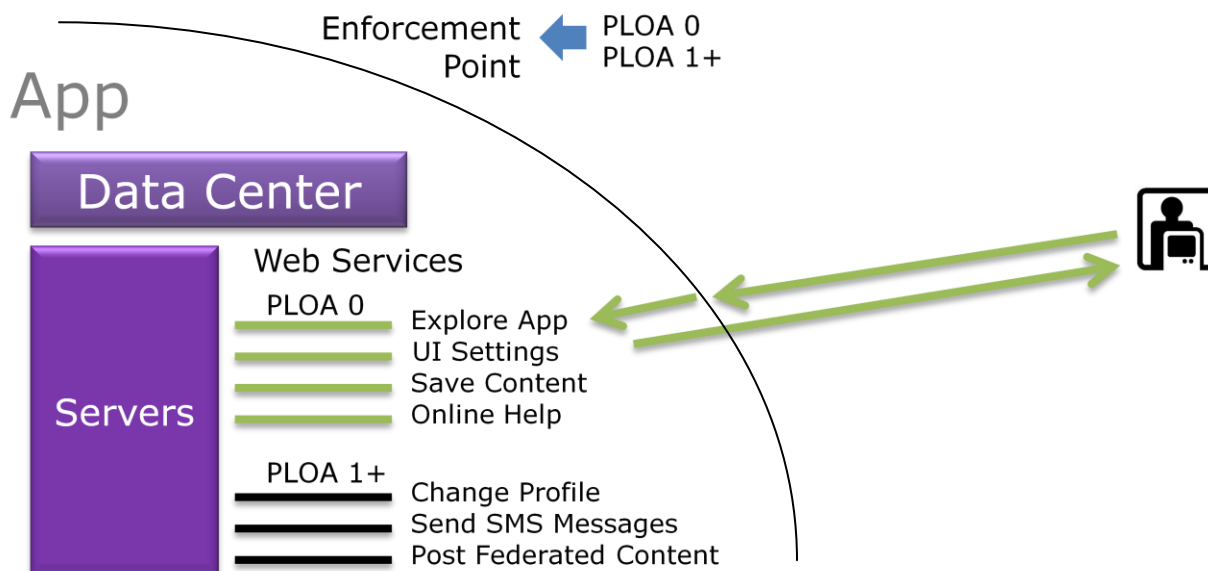 Enforcement
Point
PLOA 0
PLOA 1+
App
Data Center
Servers
Web Services
PLOA 0
Explore App
UI Settings
Save Content
Online Help
PLOA 1+
Change Profile
Send SMS Messages
Post Federated Content